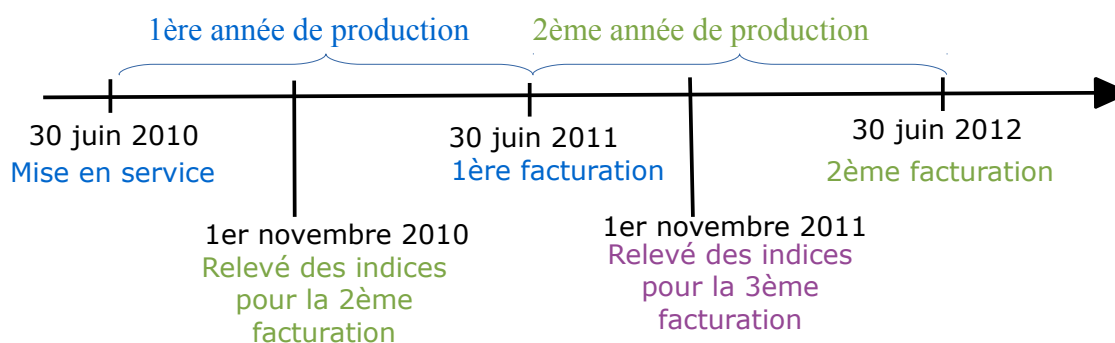 1ère année de production
2ème année de production
30 juin 2010
Mise en service
30 juin 2011
1ère facturation
30 juin 2012
2ème facturation
1er novembre 2010
Relevé des indices
pour la 2ème
facturation
1er novembre 2011
Relevé des indices
pour la 3ème
facturation